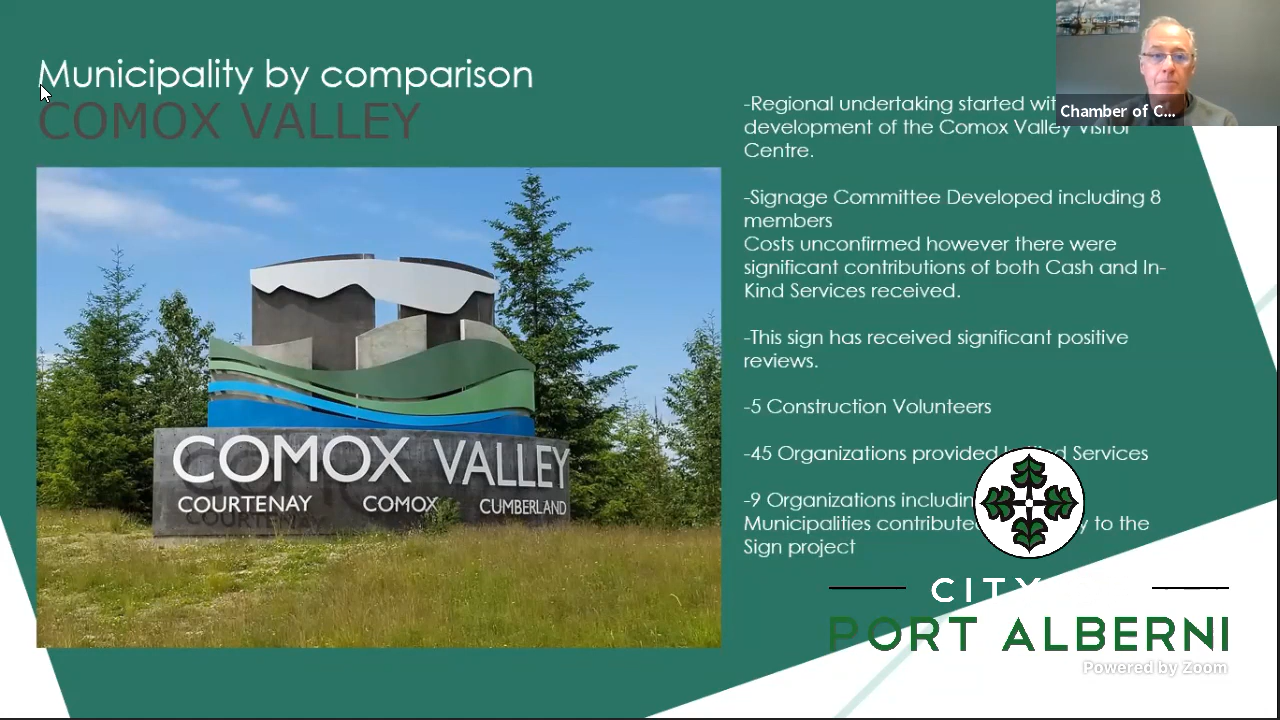 Municipality by comparison
COMOX VALLEY
COMOX VALLEY
COURTENAY COMOX CUMBERLAND
Chamber of C...
-Regional undertaking started
development of the Comox Valley Visitor
Centre.
-Signage Committee Developed including 8
members
Costs unconfirmed however there were
significant contributions of both Cash and In-
Kind Services received.
-This sign has received significant positive
reviews.
-5 Construction Volunteers
-45 Organizations provided Services
-9 Organizations
Municipalities to the
Sign project
CITY
PORT ALBERNI
Powered by Zoom